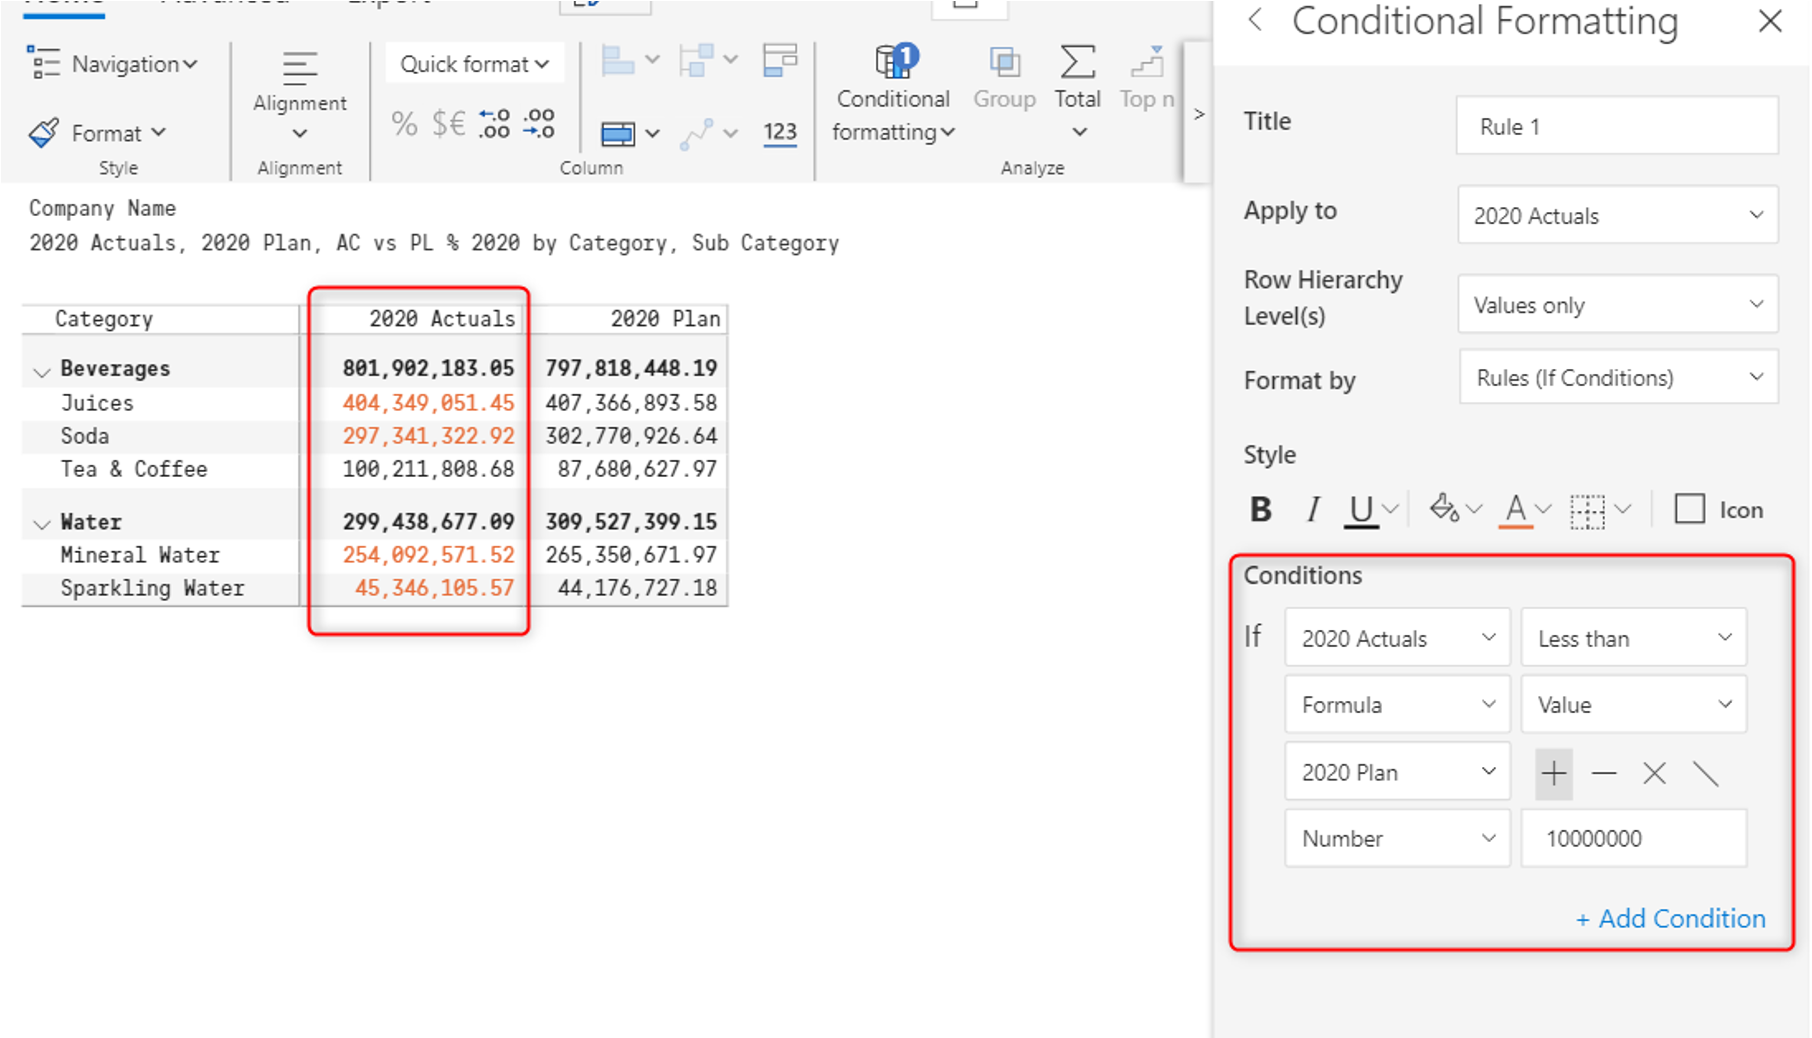 Navigation
Format
Style
Alignment
Alignment
Quick format
% $€ ←.0 .00 .00 →.0
123
Column
Conditional formatting
1
Group
Total
Top n
Analyze
>
Company Name
2020 Actuals, 2020 Plan, AC vs PL % 2020 by Category, Sub Category
Category 2020 Actuals 2020 Plan
Beverages 801,902,183.05 797,818,448.19
Juices 404,349,051.45 407,366,893.58
Soda 297,341,322.92 302,770,926.64
Tea & Coffee 100,211,808.68 87,680,627.97
Water 299,438,677.09 309,527,399.15
Mineral Water 254,092,571.52 265,350,671.97
Sparkling Water 45,346,105.57 44,176,727.18
Conditional Formatting
Title Rule 1
Apply to 2020 Actuals
Row Hierarchy
Level(s) Values only
Format by Rules (If Conditions)
Style
B I U A Icon
Conditions
If 2020 Actuals Less than
Formula Value
2020 Plan + — × \
Number 10000000
+ Add Condition